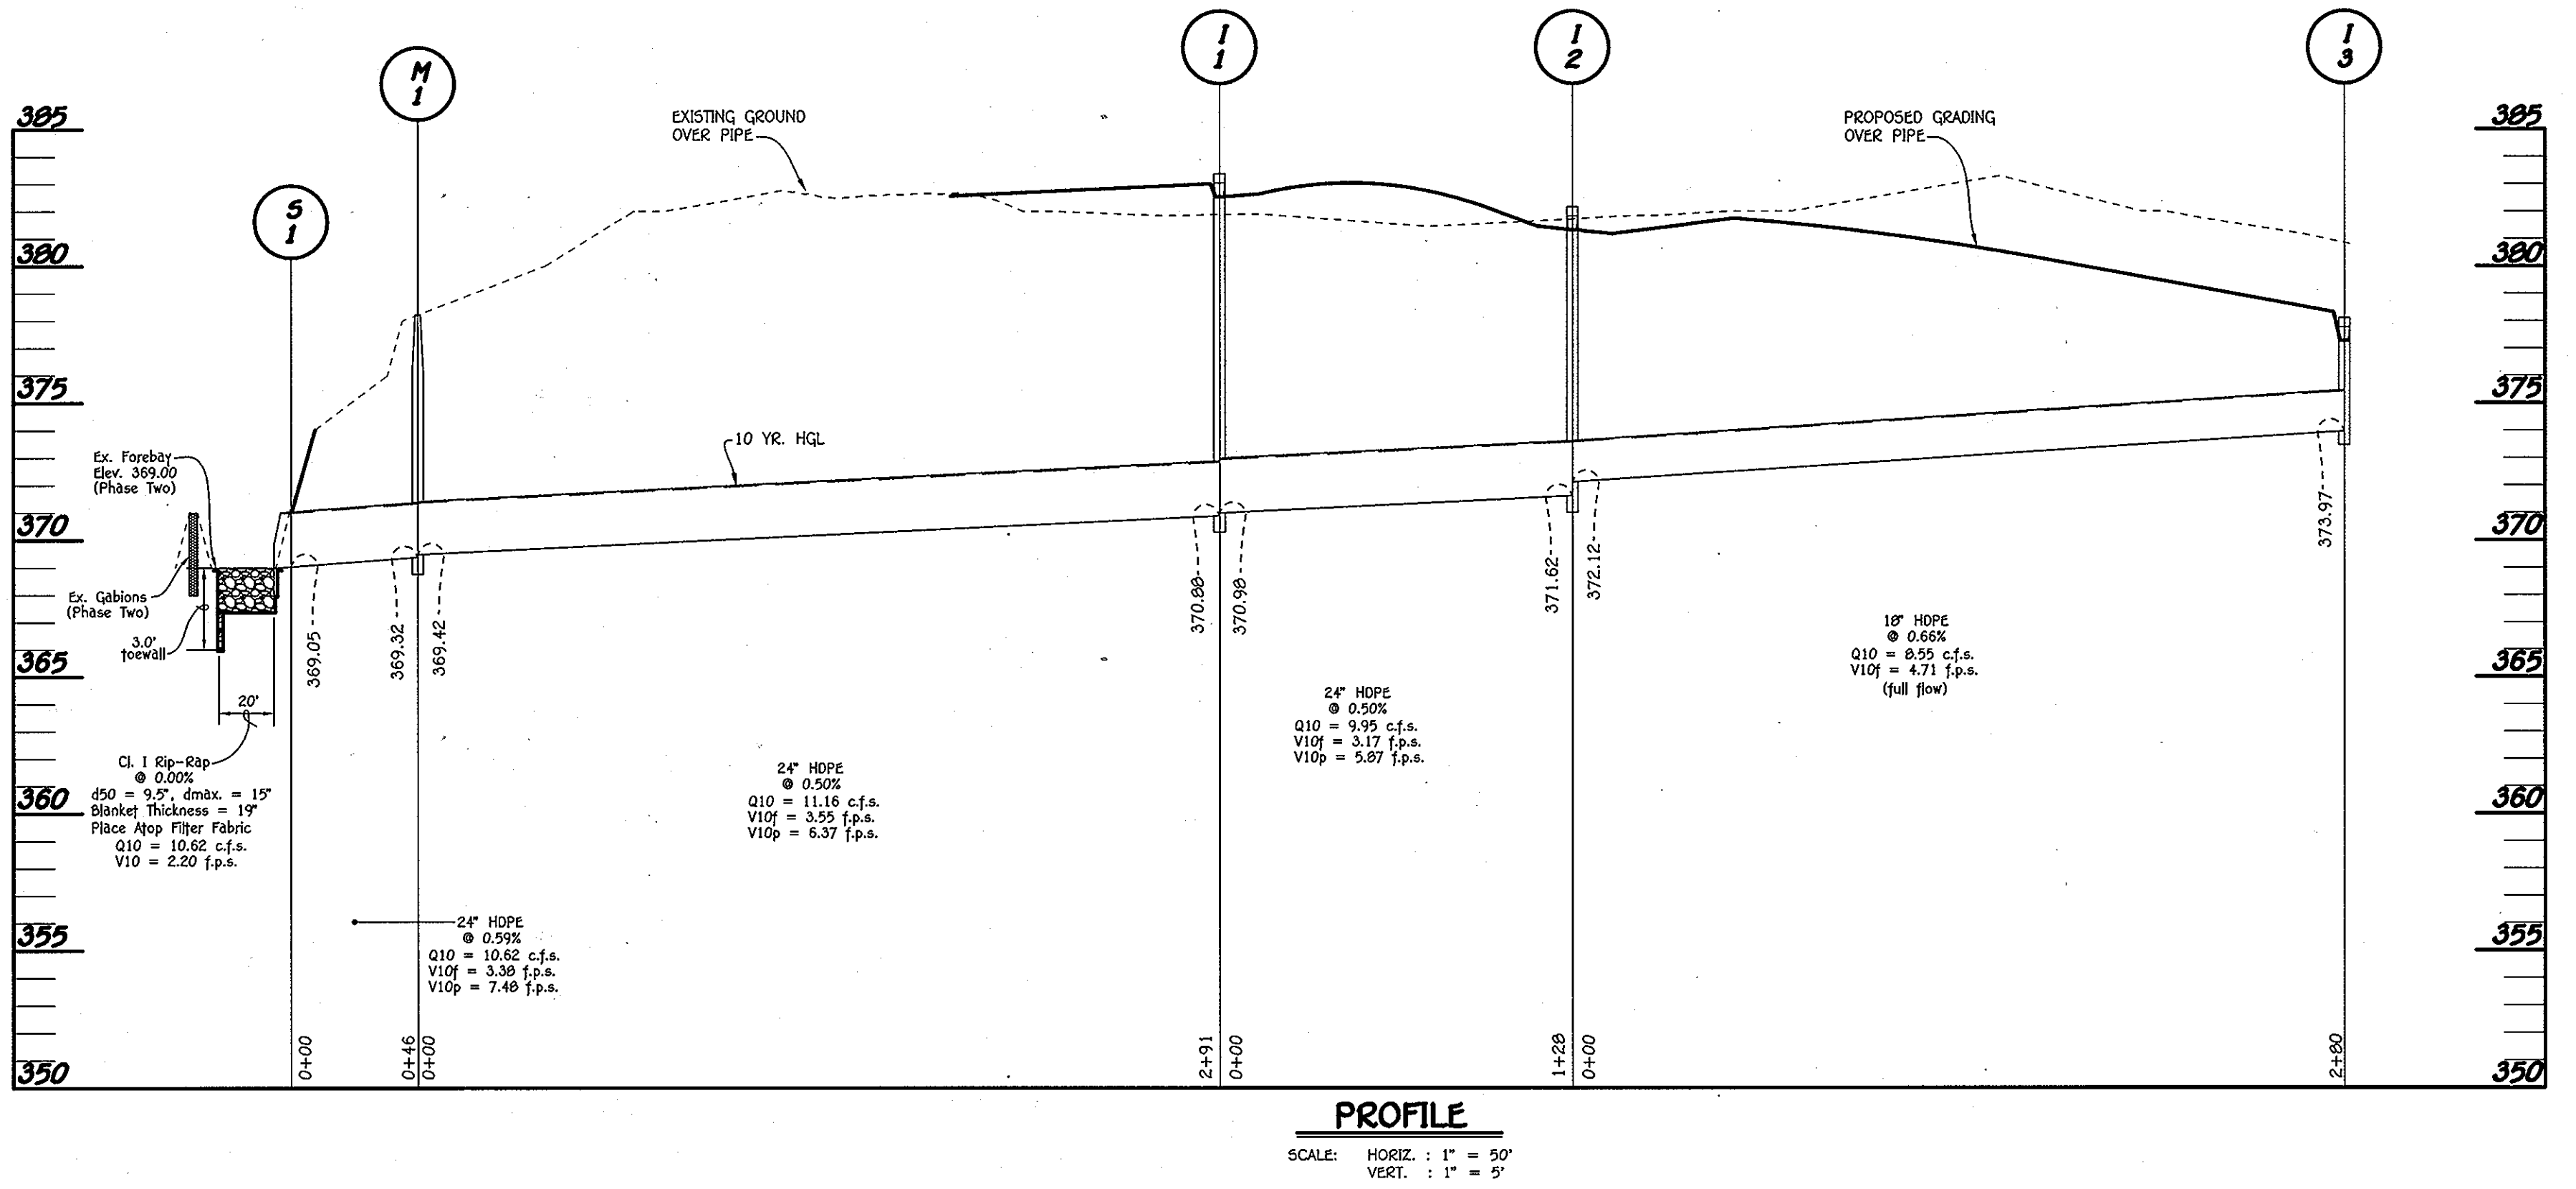 I
1
I
2
I
3
M
1
S
1
385
380
375
370
365
360
355
350
385
380
375
370
365
360
355
350
EXISTING GROUND
OVER PIPE
PROPOSED GRADING
OVER PIPE
10 YR. HGL
Ex. Forebay
Elev. 369.00
(Phase Two)
Ex. Gabions
(Phase Two)
3.0'
toewall
20'
Cl. I Rip-Rap
@ 0.00%
d50 = 9.5", dmax. = 15"
Blanket Thickness = 19"
Place Atop Filter Fabric
Q10 = 10.62 c.f.s.
V10 = 2.20 f.p.s.
369.05
369.32
369.42
370.88
370.98
371.62
372.12
373.97
24" HDPE
@ 0.59%
Q10 = 10.62 c.f.s.
V10f = 3.38 f.p.s.
V10p = 7.48 f.p.s.
24" HDPE
@ 0.50%
Q10 = 11.16 c.f.s.
V10f = 3.55 f.p.s.
V10p = 6.37 f.p.s.
24" HDPE
@ 0.50%
Q10 = 9.95 c.f.s.
V10f = 3.17 f.p.s.
V10p = 5.87 f.p.s.
18" HDPE
@ 0.66%
Q10 = 8.55 c.f.s.
V10f = 4.71 f.p.s.
(full flow)
0+00
0+46
0+00
2+91
0+00
1+28
0+00
2+80
PROFILE
SCALE: HORIZ. : 1" = 50'
VERT. : 1" = 5'